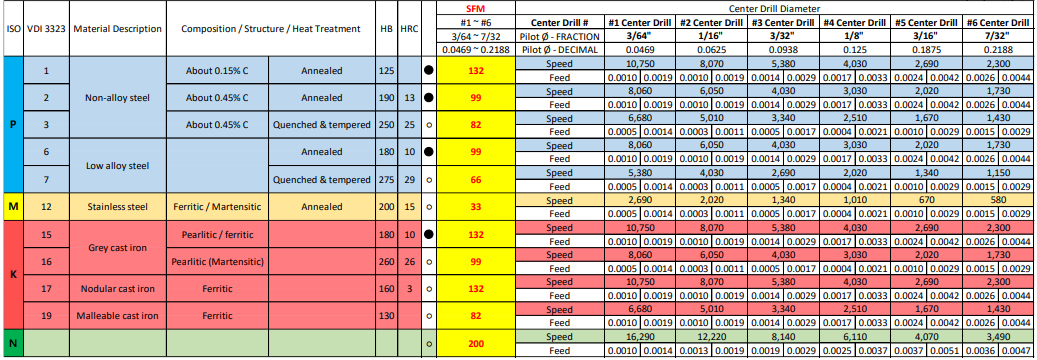 SFM Center Drill Diameter
ISO VDI 3323 Material Description Composition / Structure / Heat Treatment HB HRC #1 ~ #6 Center Drill # #1 Center Drill #2 Center Drill #3 Center Drill #4 Center Drill #5 Center Drill #6 Center Drill
3/64 ~ 7/32 Pilot Ø - FRACTION 3/64" 1/16" 3/32" 1/8" 3/16" 7/32"
0.0469 ~ 0.2188 Pilot Ø - DECIMAL 0.0469 0.0625 0.0938 0.125 0.1875 0.2188
P Non-alloy steel
1 About 0.15% C Annealed 125 132 Speed 10,750 8,070 5,380 4,030 2,690 2,300
Feed 0.0010 0.0019 0.0010 0.0019 0.0014 0.0029 0.0017 0.0033 0.0024 0.0042 0.0026 0.0044
2 About 0.45% C Annealed 190 13 99 Speed 8,060 6,050 4,030 3,030 2,020 1,730
Feed 0.0010 0.0019 0.0010 0.0019 0.0014 0.0029 0.0017 0.0033 0.0024 0.0042 0.0026 0.0044
3 About 0.45% C Quenched & tempered 250 25 82 Speed 6,680 5,010 3,340 2,510 1,670 1,430
Feed 0.0005 0.0014 0.0003 0.0011 0.0005 0.0017 0.0004 0.0021 0.0010 0.0029 0.0015 0.0029
Low alloy steel
6 Annealed 180 10 99 Speed 8,060 6,050 4,030 3,030 2,020 1,730
Feed 0.0010 0.0019 0.0010 0.0019 0.0014 0.0029 0.0017 0.0033 0.0024 0.0042 0.0026 0.0044
7 Quenched & tempered 275 29 66 Speed 5,380 4,030 2,690 2,020 1,340 1,150
Feed 0.0005 0.0014 0.0003 0.0011 0.0005 0.0017 0.0004 0.0021 0.0010 0.0029 0.0015 0.0029
M 12 Stainless steel Ferritic / Martensitic Annealed 200 15 33 Speed 2,690 2,020 1,340 1,010 670 580
Feed 0.0005 0.0014 0.0003 0.0011 0.0005 0.0017 0.0004 0.0021 0.0010 0.0029 0.0015 0.0029
K Grey cast iron
15 Pearlitic / ferritic 180 10 132 Speed 10,750 8,070 5,380 4,030 2,690 2,300
Feed 0.0010 0.0019 0.0010 0.0019 0.0014 0.0029 0.0017 0.0033 0.0024 0.0042 0.0026 0.0044
16 Pearlitic (Martensitic) 260 26 99 Speed 8,060 6,050 4,030 3,030 2,020 1,730
Feed 0.0005 0.0014 0.0003 0.0011 0.0005 0.0017 0.0004 0.0021 0.0010 0.0029 0.0015 0.0029
17 Nodular cast iron Ferritic 160 3 132 Speed 10,750 8,070 5,380 4,030 2,690 2,300
Feed 0.0010 0.0019 0.0010 0.0019 0.0014 0.0029 0.0017 0.0033 0.0024 0.0042 0.0026 0.0044
19 Malleable cast iron Ferritic 130 82 Speed 6,680 5,010 3,340 2,510 1,670 1,430
Feed 0.0010 0.0019 0.0010 0.0019 0.0014 0.0029 0.0017 0.0033 0.0024 0.0042 0.0026 0.0044
N 200 Speed 16,290 12,220 8,140 6,110 4,070 3,490
Feed 0.0010 0.0014 0.0013 0.0019 0.0014 0.0029 0.0025 0.0037 0.0037 0.0051 0.0036 0.0047